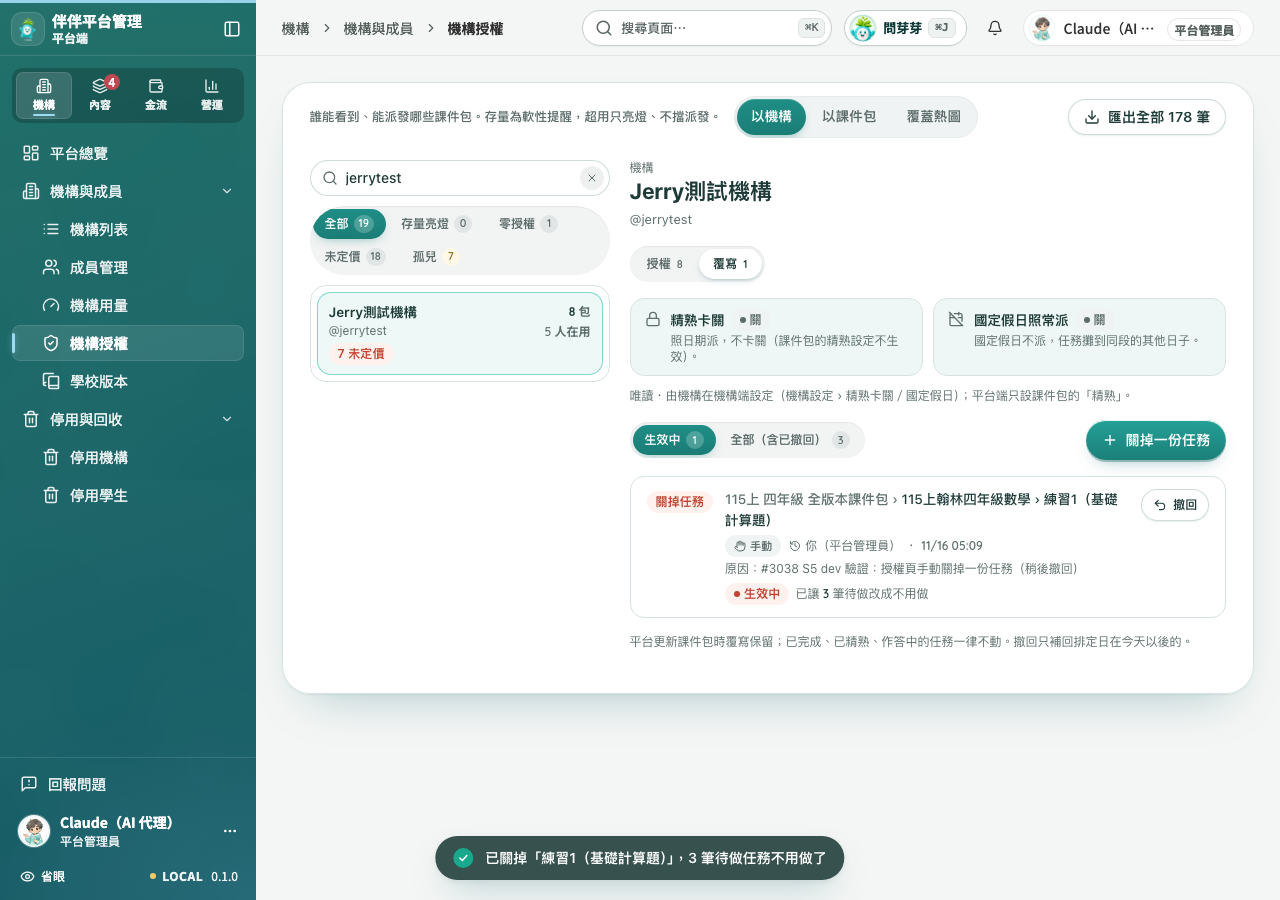 伴伴平台管理
平台端
機構
4
內容
金流
營運
平台總覽
機構與成員
機構列表
成員管理
機構用量
機構授權
學校版本
停用與回收
停用機構
停用學生
回報問題
Claude（AI 代理）
平台管理員
省眼
LOCAL 0.1.0
機構 › 機構與成員 › 機構授權
搜尋頁面⋯ ⌘K
問芽芽 ⌘J
Claude（AI ⋯ 平台管理員
誰能看到、能派發哪些課件包。存量為軟性提醒，超用只亮燈、不擋派發。
以機構 以課件包 覆蓋熱圖
匯出全部 178 筆
jerrytest
全部 19 存量亮燈 0 零授權 1
未定價 18 孤兒 7
Jerry測試機構 8 包
@jerrytest 5 人在用
7 未定價
機構
Jerry測試機構
@jerrytest
授權 8 覆寫 1
精熟卡關 關
照日期派，不卡關（課件包的精熟設定不生
效）。
國定假日照常派 關
國定假日不派，任務攤到同段的其他日子。
唯讀．由機構在機構端設定（機構設定 › 精熟卡關 / 國定假日）；平台端只設課件包的「精熟」。
生效中 1 全部（含已撤回） 3
＋ 關掉一份任務
關掉任務
115上 四年級 全版本課件包 › 115上翰林四年級數學 › 練習1（基礎
計算題）
撤回
手動 你（平台管理員） · 11/16 05:09
原因：#3038 S5 dev 驗證：授權頁手動關掉一份任務（稍後撤回）
生效中 已讓 3 筆待做改成不用做
平台更新課件包時覆寫保留；已完成、已精熟、作答中的任務一律不動。撤回只補回排定日在今天以後的。
已關掉「練習1（基礎計算題）」，3 筆待做任務不用做了